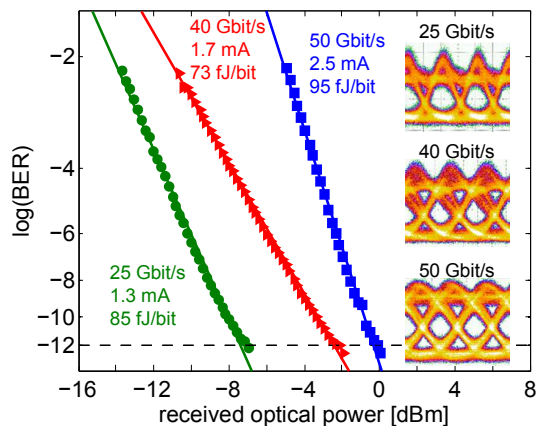 40 Gbit/s
1.7 mA
73 fJ/bit
50 Gbit/s
2.5 mA
95 fJ/bit
25 Gbit/s
40 Gbit/s
50 Gbit/s
25 Gbit/s
1.3 mA
85 fJ/bit
log(BER)
−2
−4
−6
−8
−10
−12
−16
−12
−8
−4
0
4
8
received optical power [dBm]